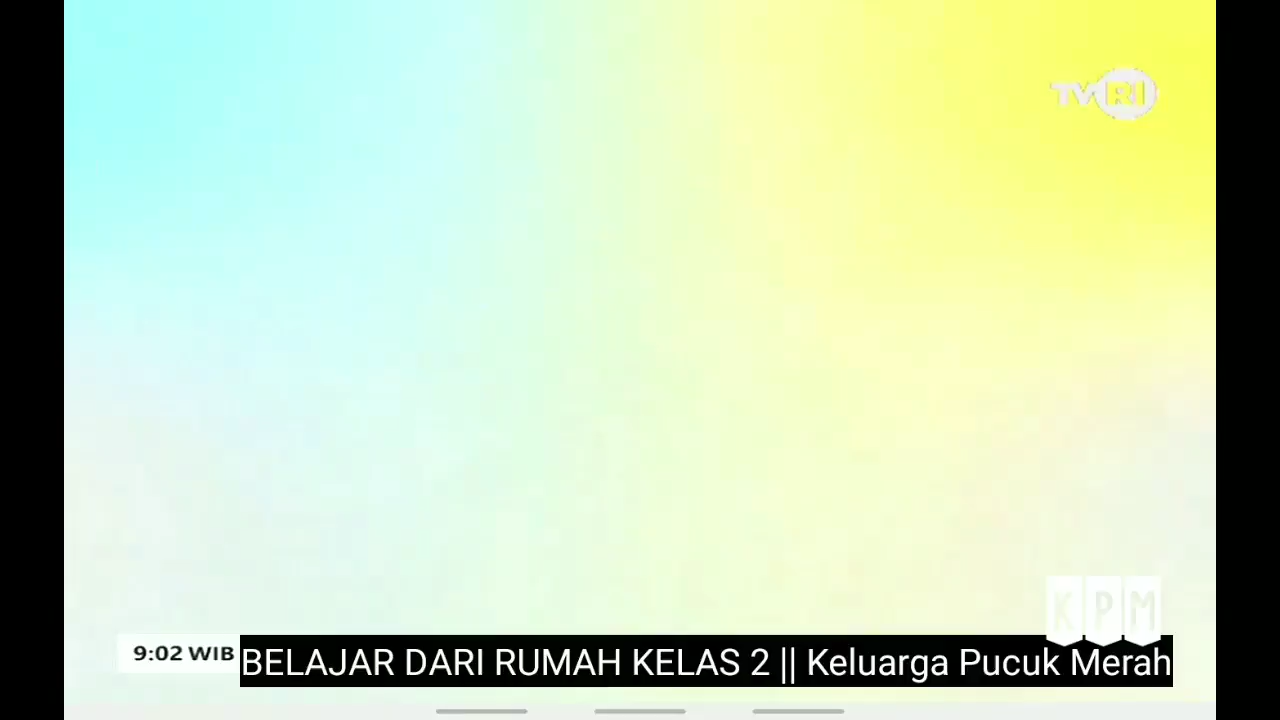 TVRI
KPM
9:02 WIB
BELAJAR DARI RUMAH KELAS 2 || Keluarga Pucuk Merah